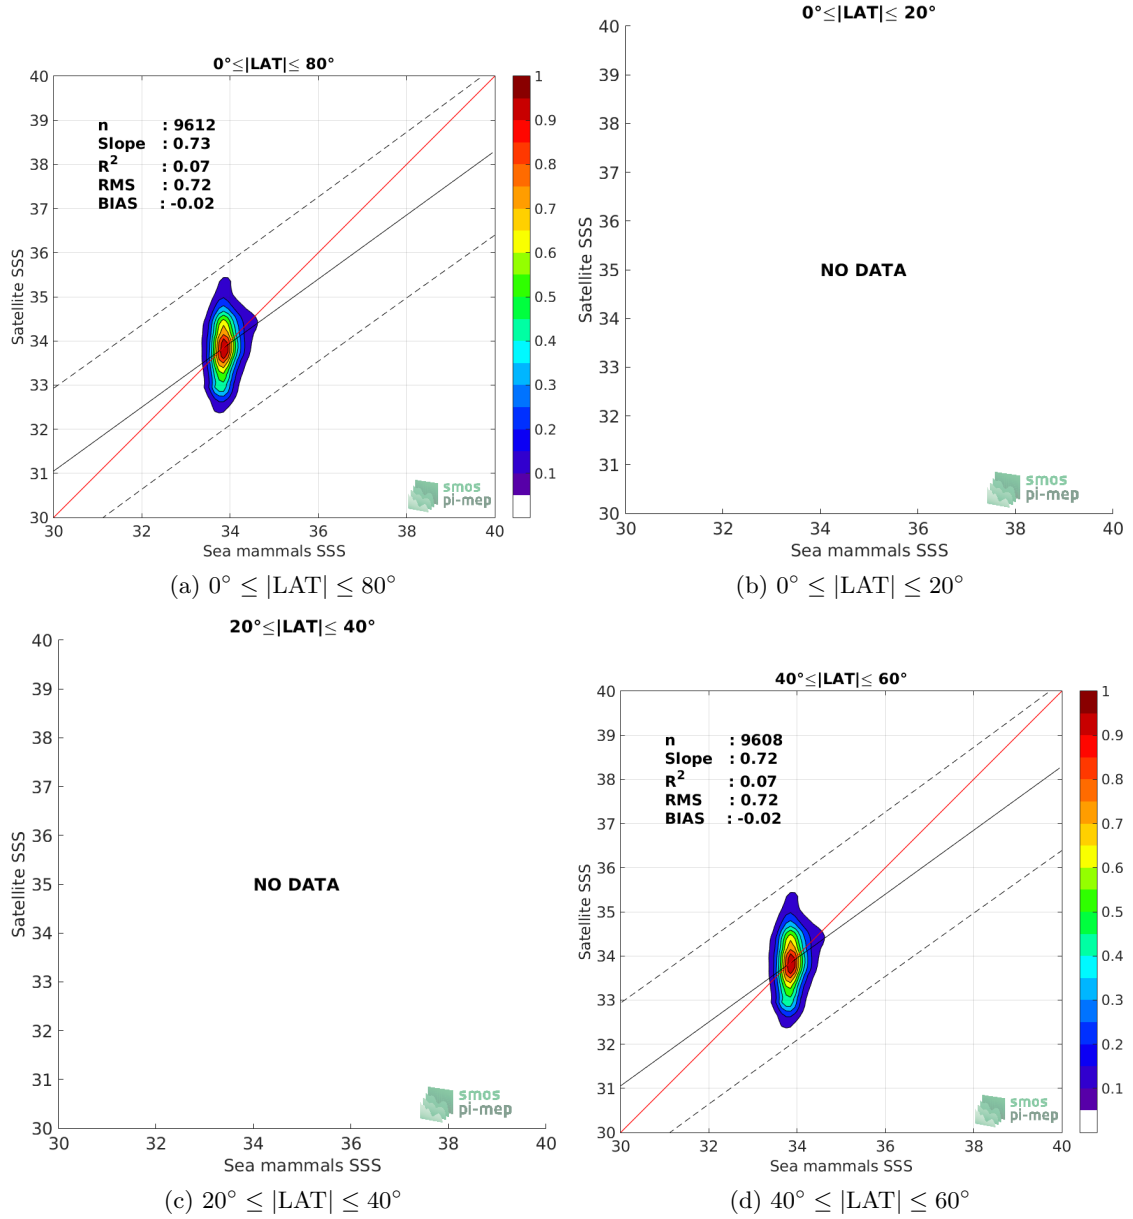 0°≤|LAT|≤ 80°
40
39
38
37
36
35
34
33
32
31
30
Satellite SSS
n : 9612
Slope : 0.73
R² : 0.07
RMS : 0.72
BIAS : -0.02
smos
pi-mep
30 32 34 36 38 40
Sea mammals SSS
1
0.9
0.8
0.7
0.6
0.5
0.4
0.3
0.2
0.1
(a) 0° ≤ |LAT| ≤ 80°
0°≤|LAT|≤ 20°
40
39
38
37
36
35
34
33
32
31
30
Satellite SSS
NO DATA
smos
pi-mep
30 32 34 36 38 40
Sea mammals SSS
(b) 0° ≤ |LAT| ≤ 20°
20°≤|LAT|≤ 40°
40
39
38
37
36
35
34
33
32
31
30
Satellite SSS
NO DATA
smos
pi-mep
30 32 34 36 38 40
Sea mammals SSS
(c) 20° ≤ |LAT| ≤ 40°
40°≤|LAT|≤ 60°
40
39
38
37
36
35
34
33
32
31
30
Satellite SSS
n : 9608
Slope : 0.72
R² : 0.07
RMS : 0.72
BIAS : -0.02
smos
pi-mep
30 32 34 36 38 40
Sea mammals SSS
1
0.9
0.8
0.7
0.6
0.5
0.4
0.3
0.2
0.1
(d) 40° ≤ |LAT| ≤ 60°